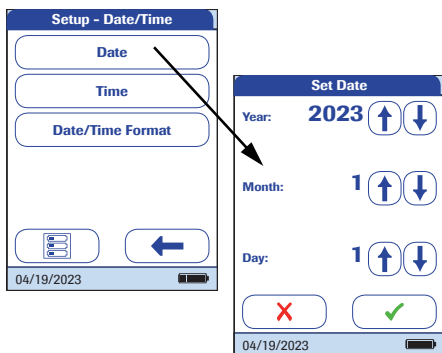 Setup - Date/Time
Date
Time
Date/Time Format
04/19/2023
Set Date
Year: 2023
Month: 1
Day: 1
04/19/2023